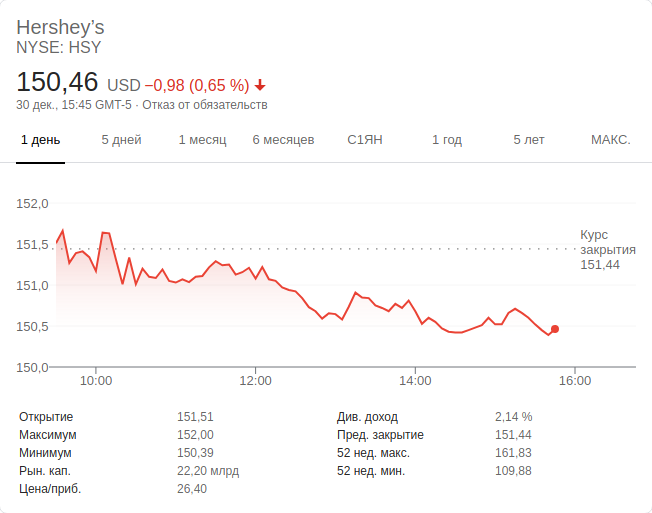 Hershey’s
NYSE: HSY
150,46 USD −0,98 (0,65 %)
30 дек., 15:45 GMT-5 · Отказ от обязательств
1 день 5 дней 1 месяц 6 месяцев С1ЯН 1 год 5 лет МАКС.
152,0
151,5
151,0
150,5
150,0
Курс
закрытия
151,44
10:00 12:00 14:00 16:00
Открытие 151,51 Див. доход 2,14 %
Максимум 152,00 Пред. закрытие 151,44
Минимум 150,39 52 нед. макс. 161,83
Рын. кап. 22,20 млрд 52 нед. мин. 109,88
Цена/приб. 26,40